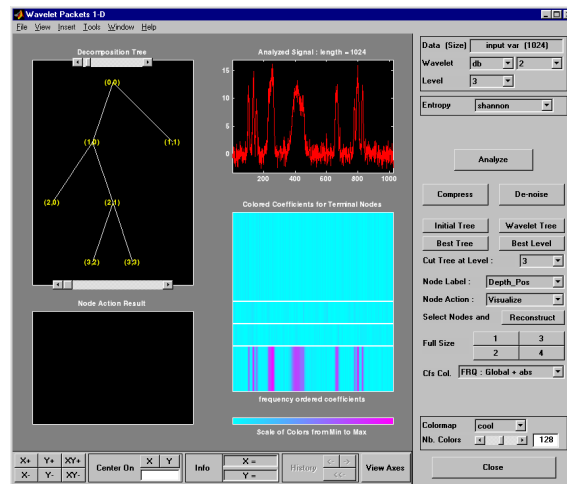 Wavelet Packets 1-D
File View Insert Tools Window Help
Decomposition Tree
(0,0)
(1,0) (1,1)
(2,0) (2,1)
(3,2) (3,3)
Node Action Result
Analyzed Signal : length = 1024
15
10
5
0
200 400 600 800 1000
Colored Coefficients for Terminal Nodes
frequency ordered coefficients
Scale of Colors from Min to Max
Data (Size) input var (1024)
Wavelet db 2
Level 3
Entropy shannon
Analyze
Compress De-noise
Initial Tree Wavelet Tree
Best Tree Best Level
Cut Tree at Level : 3
Node Label : Depth_Pos
Node Action : Visualize
Select Nodes and Reconstruct
Full Size 1 3
2 4
Cfs Col. FRQ : Global + abs
Colormap cool
Nb. Colors 128
Close
X+ Y+ XY+
X- Y- XY-
Center On X Y
Info X =
Y =
History <- ->
<<-
View Axes